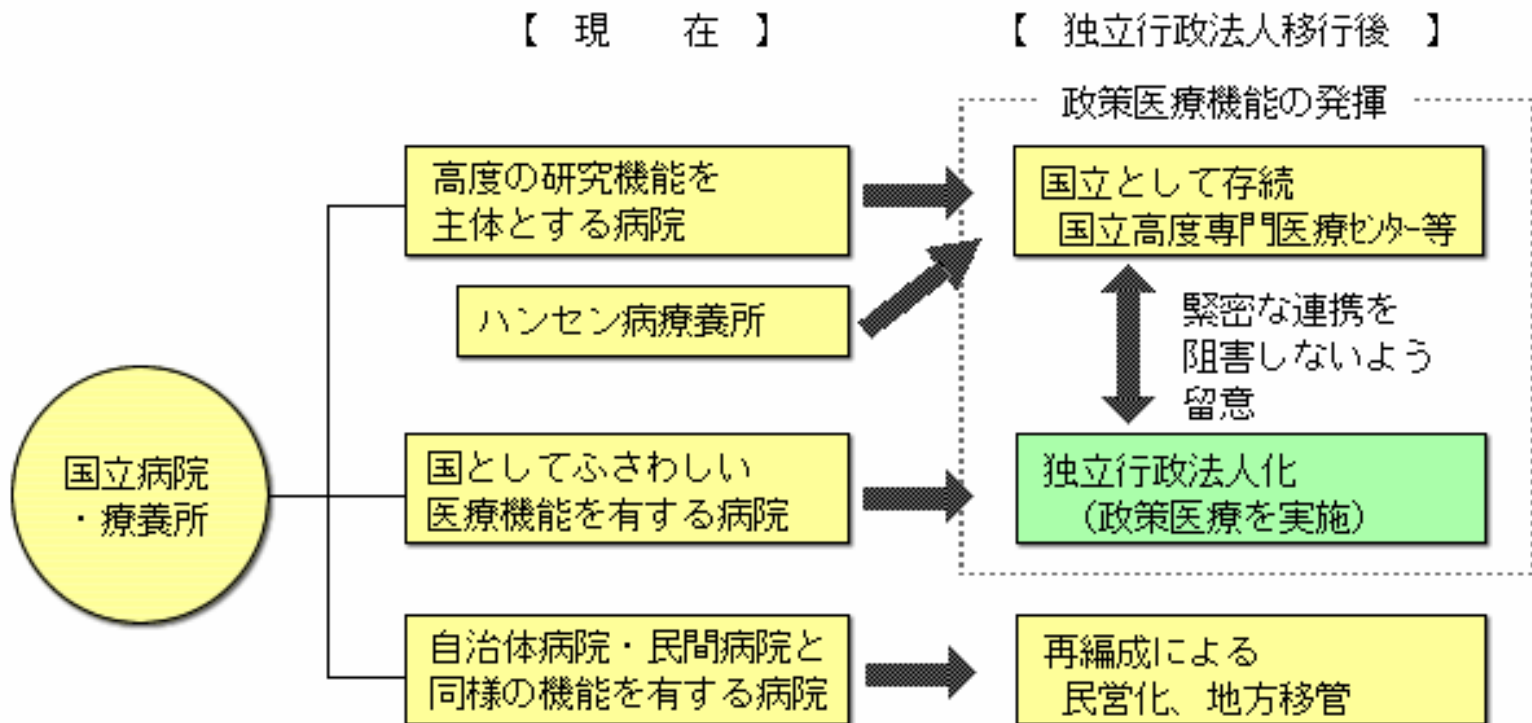 【 現　　在 】
【 独立行政法人移行後 】
政策医療機能の発揮
高度の研究機能を
主体とする病院
国立として存続
国立高度専門医療センター等
ハンセン病療養所
緊密な連携を
阻害しないよう
留意
国立病院
・療養所
国としてふさわしい
医療機能を有する病院
独立行政法人化
（政策医療を実施）
自治体病院・民間病院と
同様の機能を有する病院
再編成による
民営化、地方移管